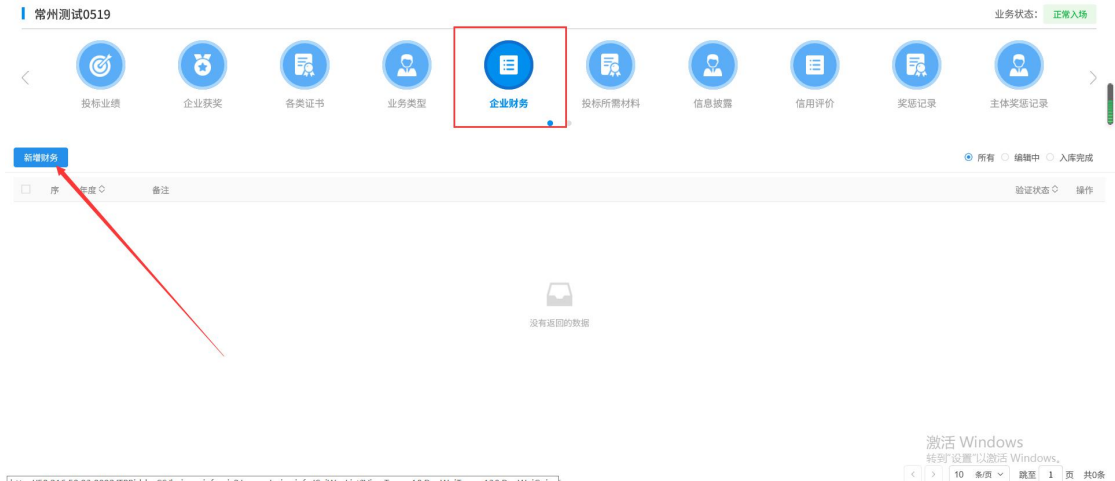 常州测试0519
业务状态： 正常入场
投标业绩 企业获奖 各类证书 业务类型 企业财务 投标所需材料 信息披露 信用评价 奖惩记录 主体奖惩记录
新增财务
所有 编辑中 入库完成
序 年度 备注 验证状态 操作
没有返回的数据
激活 Windows
转到"设置"以激活 Windows。
10 条/页 跳至 1 页 共0条